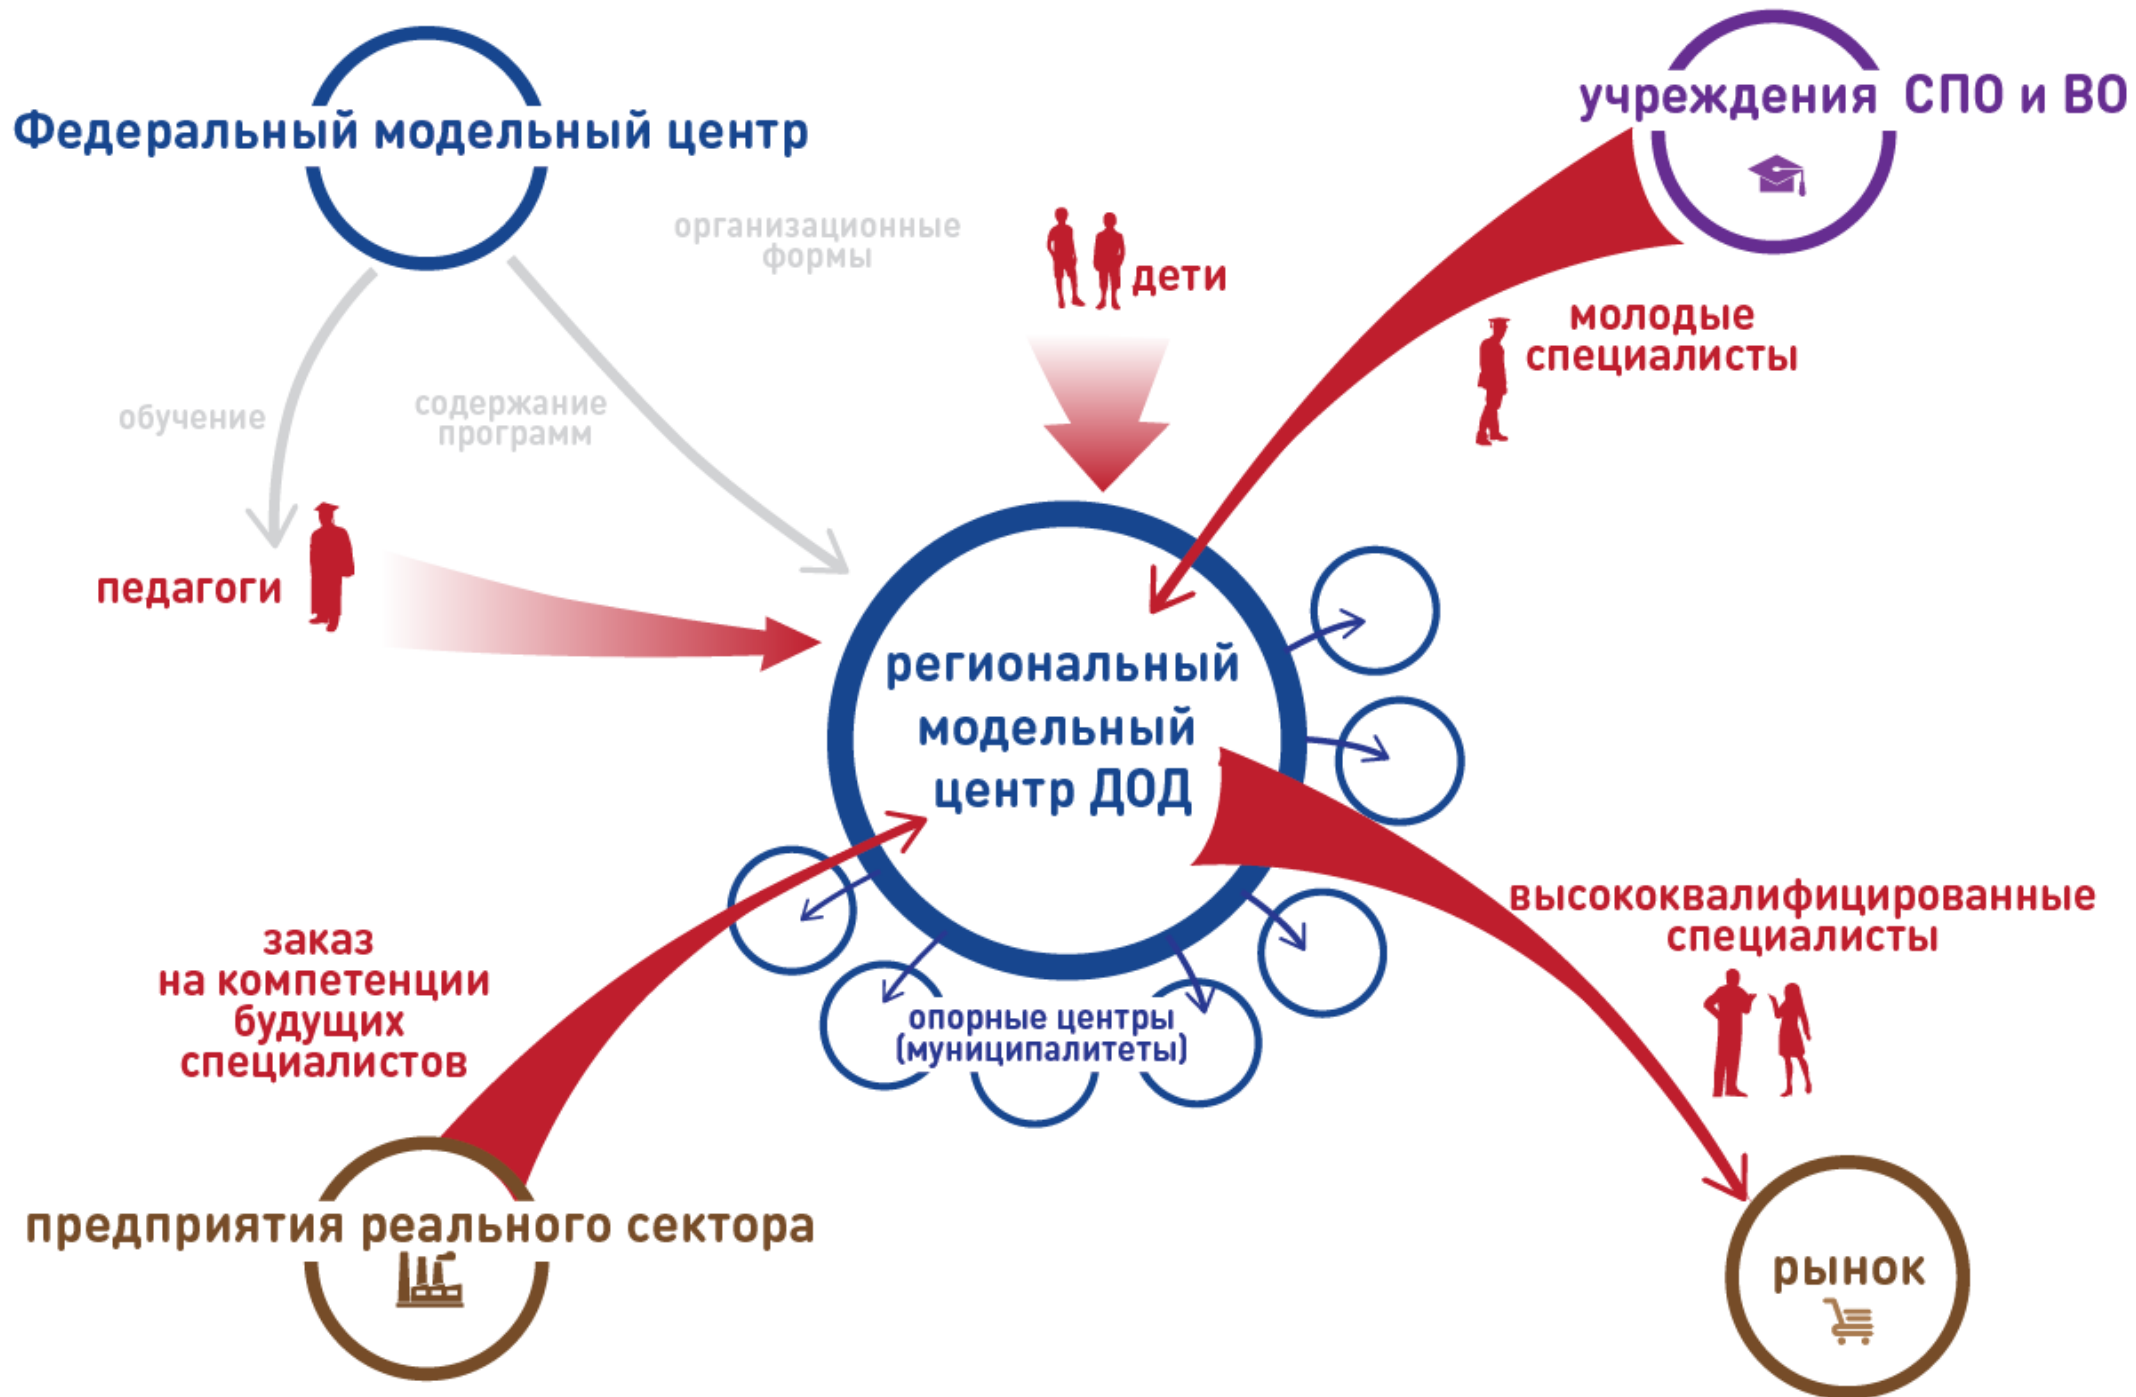 Федеральный модельный центр
учреждения СПО и ВО
организационные
формы
дети
молодые
специалисты
обучение
содержание
программ
педагоги
региональный
модельный
центр ДОД
высококвалифицированные
специалисты
заказ
на компетенции
будущих
специалистов
опорные центры
(муниципалитеты)
предприятия реального сектора
рынок